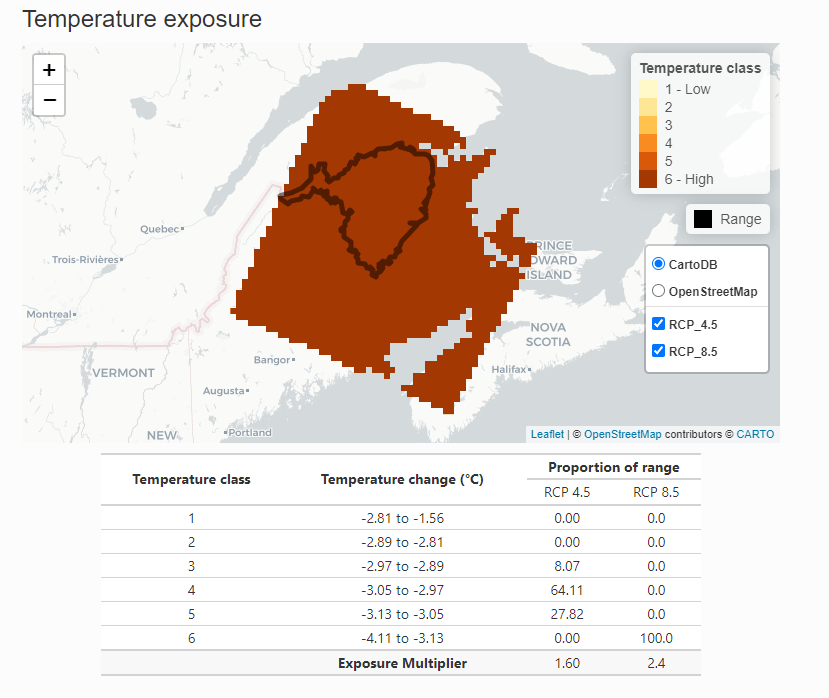 Temperature exposure
+
−
Temperature class
1 - Low
2
3
4
5
6 - High
Range
CartoDB
OpenStreetMap
RCP_4.5
RCP_8.5
Quebec
Trois-Rivières
Montreal
VERMONT
Bangor
Augusta
NEW
Portland
PRINCE
EDWARD
ISLAND
NOVA
SCOTIA
Halifax
Leaflet | © OpenStreetMap contributors © CARTO
Temperature class Temperature change (°C) Proportion of range
RCP 4.5 RCP 8.5
1 -2.81 to -1.56 0.00 0.0
2 -2.89 to -2.81 0.00 0.0
3 -2.97 to -2.89 8.07 0.0
4 -3.05 to -2.97 64.11 0.0
5 -3.13 to -3.05 27.82 0.0
6 -4.11 to -3.13 0.00 100.0
Exposure Multiplier 1.60 2.4